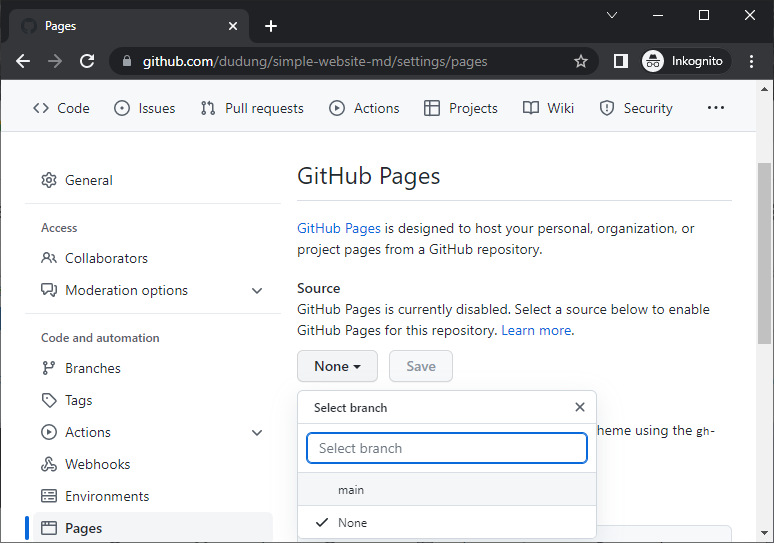 Pages
github.com/dudung/simple-website-md/settings/pages
Inkognito
Code Issues Pull requests Actions Projects Wiki Security
General
Access
Collaborators
Moderation options
Code and automation
Branches
Tags
Actions
Webhooks
Environments
Pages
GitHub Pages
GitHub Pages is designed to host your personal, organization, or
project pages from a GitHub repository.
Source
GitHub Pages is currently disabled. Select a source below to enable
GitHub Pages for this repository. Learn more.
None Save
Select branch
heme using the gh-
Select branch
main
None